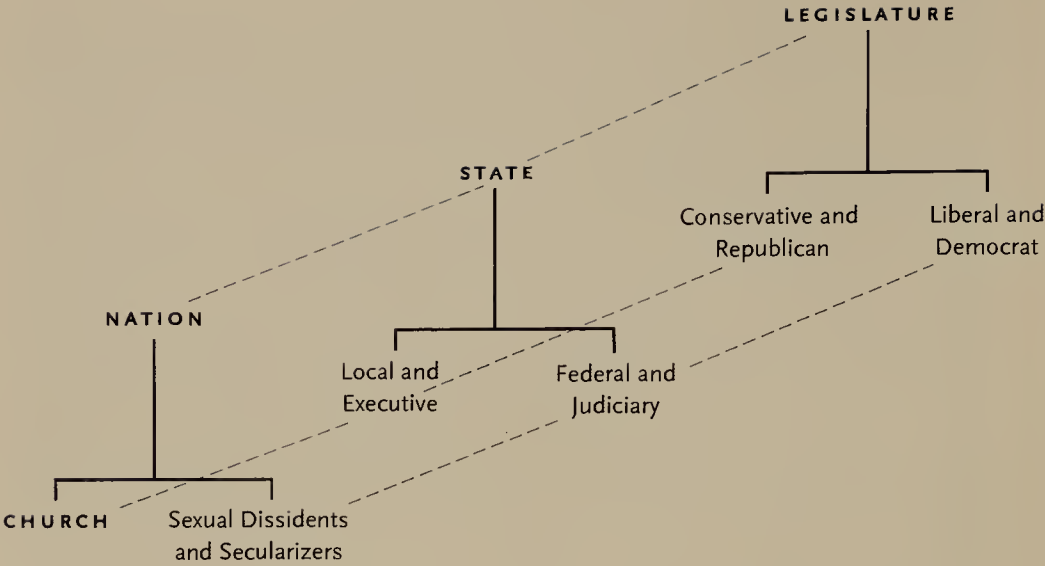 LEGISLATURE
STATE
Conservative and
Republican
Liberal and
Democrat
NATION
Local and
Executive
Federal and
Judiciary
CHURCH
Sexual Dissidents
and Secularizers